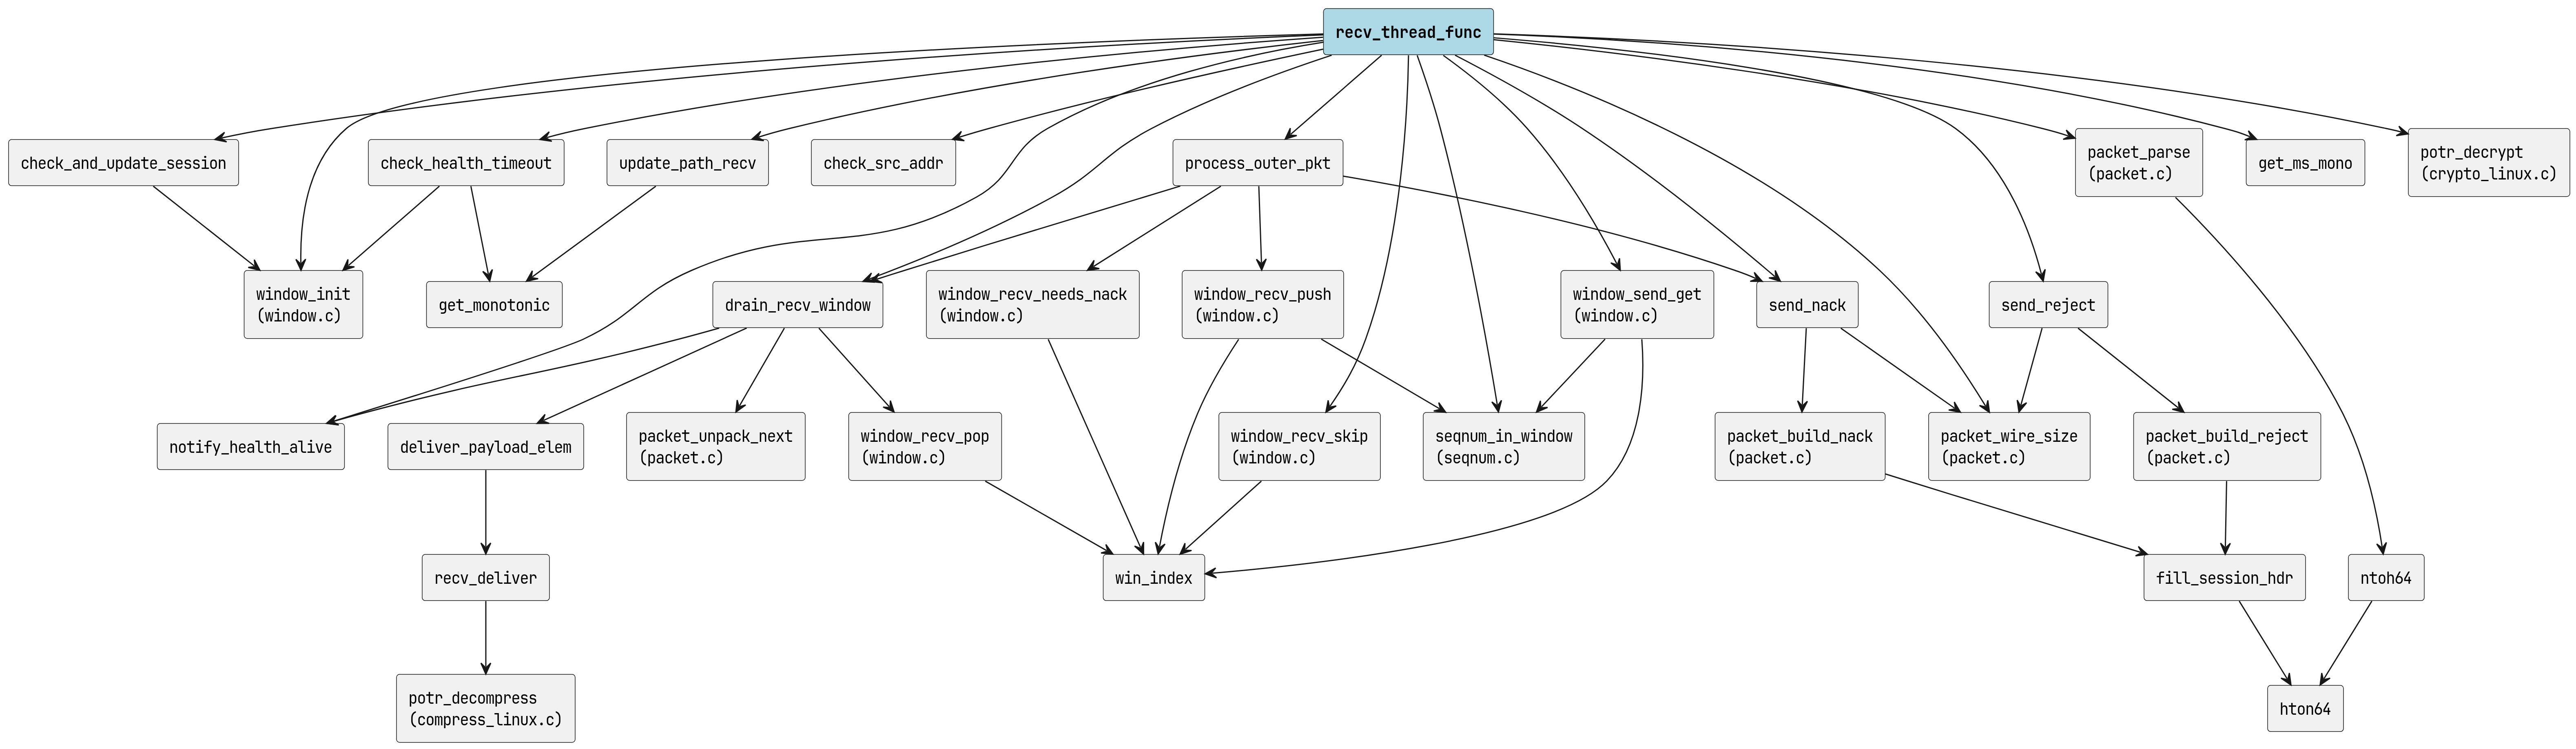 recv_thread_func
check_and_update_session
check_health_timeout
update_path_recv
check_src_addr
process_outer_pkt
packet_parse
(packet.c)
get_ms_mono
potr_decrypt
(crypto_linux.c)
window_init
(window.c)
get_monotonic
drain_recv_window
window_recv_needs_nack
(window.c)
window_recv_push
(window.c)
window_send_get
(window.c)
send_nack
send_reject
notify_health_alive
deliver_payload_elem
packet_unpack_next
(packet.c)
window_recv_pop
(window.c)
window_recv_skip
(window.c)
seqnum_in_window
(seqnum.c)
packet_build_nack
(packet.c)
packet_wire_size
(packet.c)
packet_build_reject
(packet.c)
recv_deliver
win_index
fill_session_hdr
ntoh64
potr_decompress
(compress_linux.c)
hton64